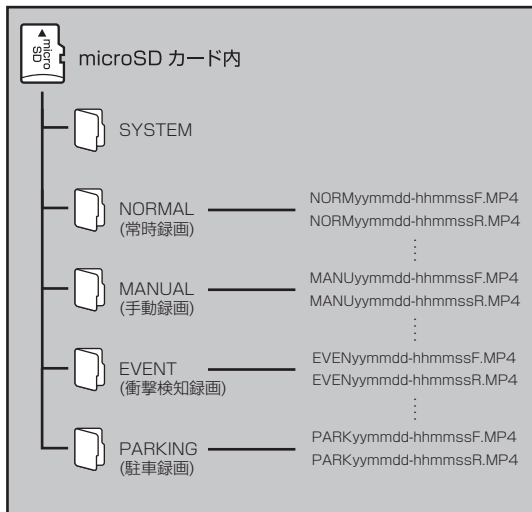 micro
SD
microSD カード内
SYSTEM
NORMAL
(常時録画)
NORMyymmdd-hhmmssF.MP4
NORMyymmdd-hhmmssR.MP4
MANUAL
(手動録画)
MANUyymmdd-hhmmssF.MP4
MANUyymmdd-hhmmssR.MP4
EVENT
(衝撃検知録画)
EVENyymmdd-hhmmssF.MP4
EVENyymmdd-hhmmssR.MP4
PARKING
(駐車録画)
PARKyymmdd-hhmmssF.MP4
PARKyymmdd-hhmmssR.MP4